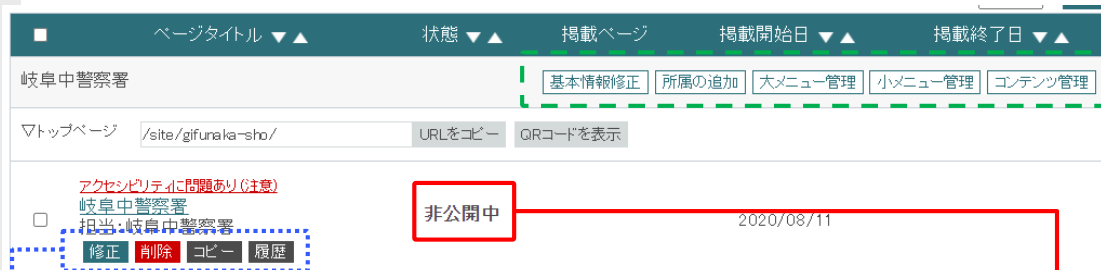 ページタイトル ▼▲ 状態 ▼▲ 掲載ページ 掲載開始日 ▼▲ 掲載終了日 ▼▲
岐阜中警察署 基本情報修正 所属の追加 大メニュー管理 小メニュー管理 コンテンツ管理
▽トップページ /site/gifunaka-sho/ URLをコピー QRコードを表示
アクセシビリティに問題あり(注意)
岐阜中警察署
担当:岐阜中警察署
非公開中 2020/08/11
修正 削除 コピー 履歴